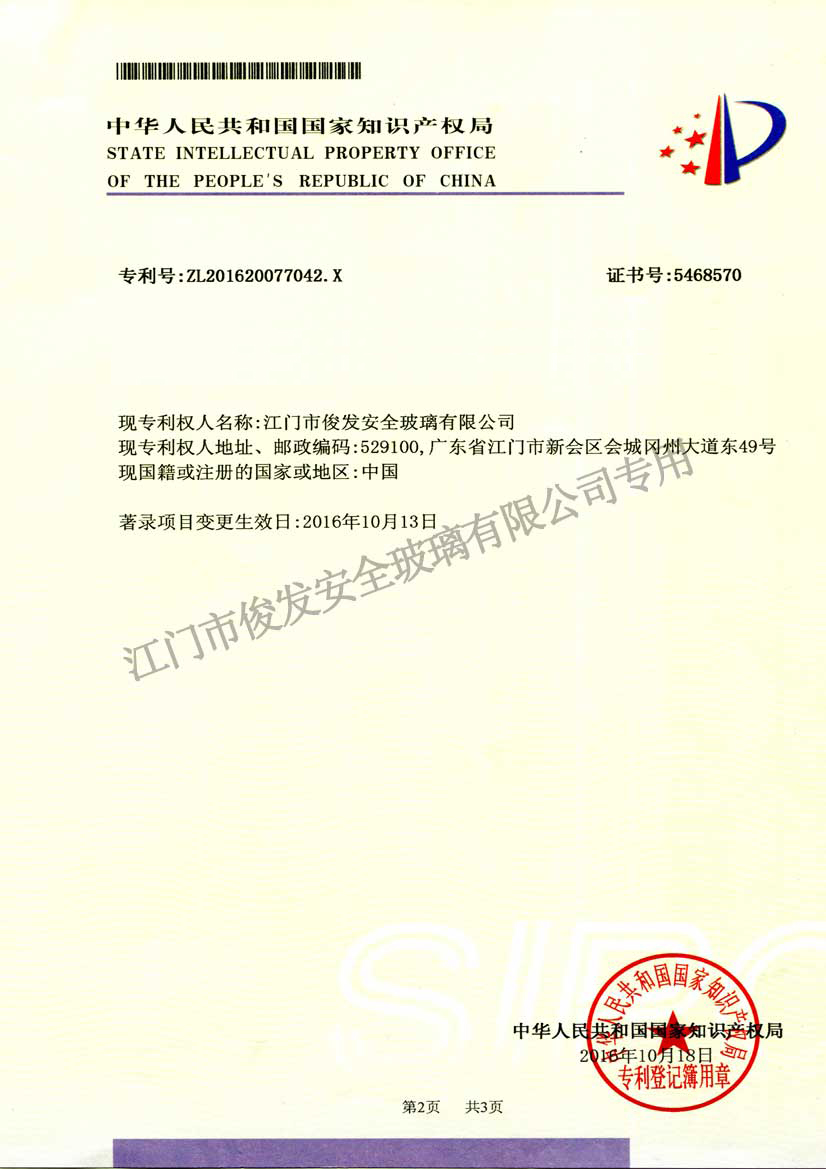 中华人民共和国国家知识产权局
STATE INTELLECTUAL PROPERTY OFFICE
OF THE PEOPLE'S REPUBLIC OF CHINA
专利号:ZL201620077042.X
证书号:5468570
现专利权人名称:江门市俊发安全玻璃有限公司
现专利权人地址、邮政编码:529100,广东省江门市新会区会城冈州大道东49号
现国籍或注册的国家或地区:中国
著录项目变更生效日:2016年10月13日
江门市俊发安全玻璃有限公司专用
SIPO
中华人民共和国国家知识产权局
2016年10月18日
中华人民共和国国家知识产权局
专利登记簿用章
第2页 共3页